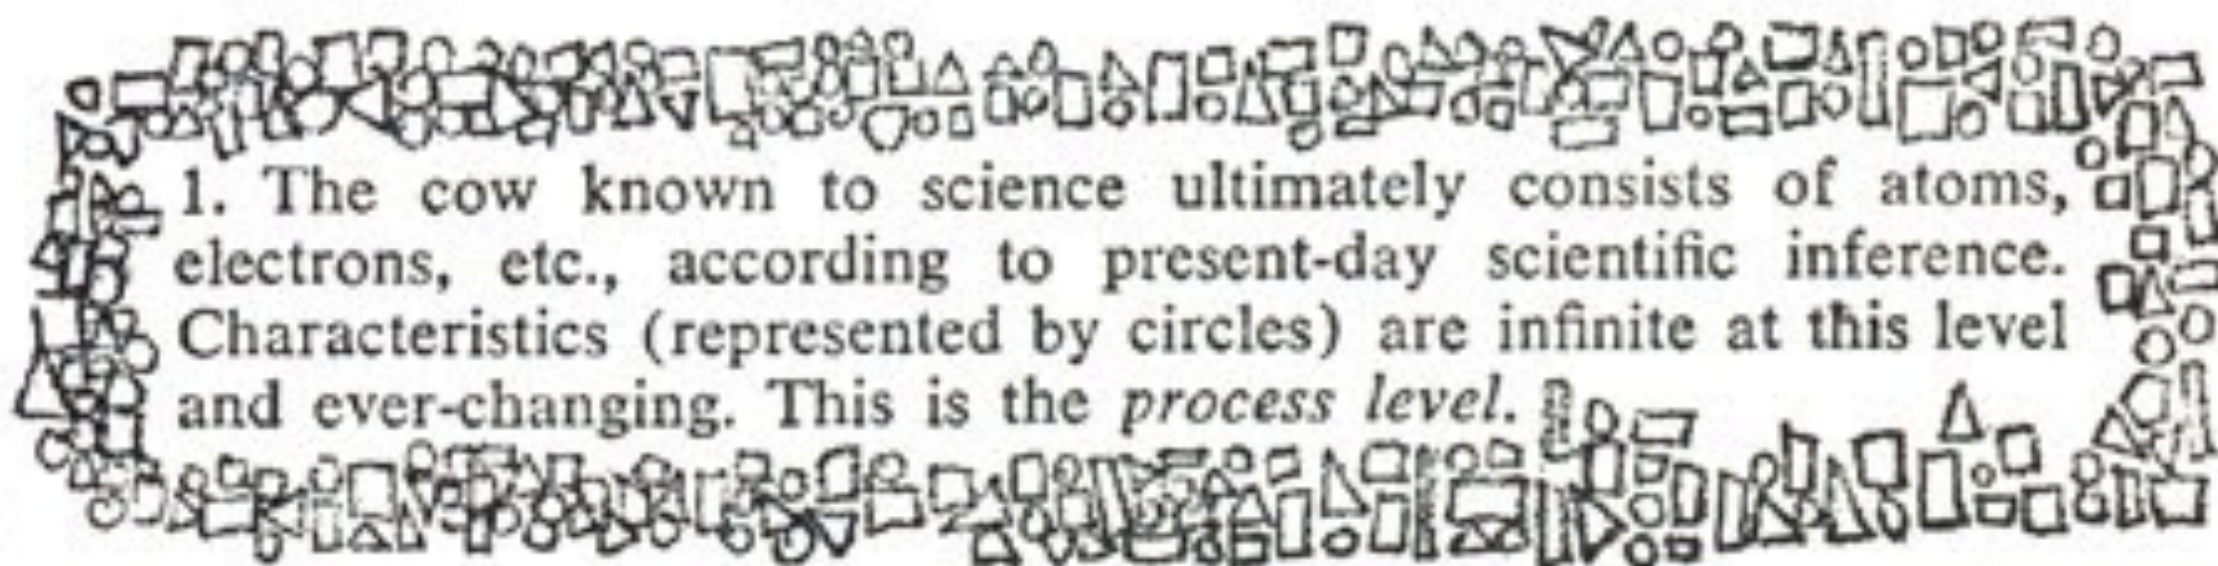 1. The cow known to science ultimately consists of atoms,
electrons, etc., according to present-day scientific inference.
Characteristics (represented by circles) are infinite at this level
and ever-changing. This is the process level.